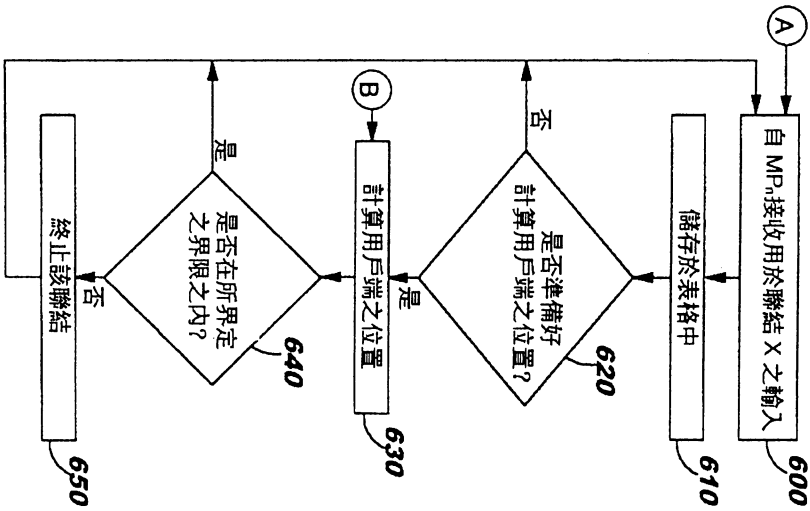 A
自 MPn接收用於聯結 X 之輸入
600
儲存於表格中
610
是否準備好
計算用戶端之位置?
620
否
是
B
計算用戶端之位置
630
是否在所界定
之界限之內?
640
是
否
終止該聯結
650